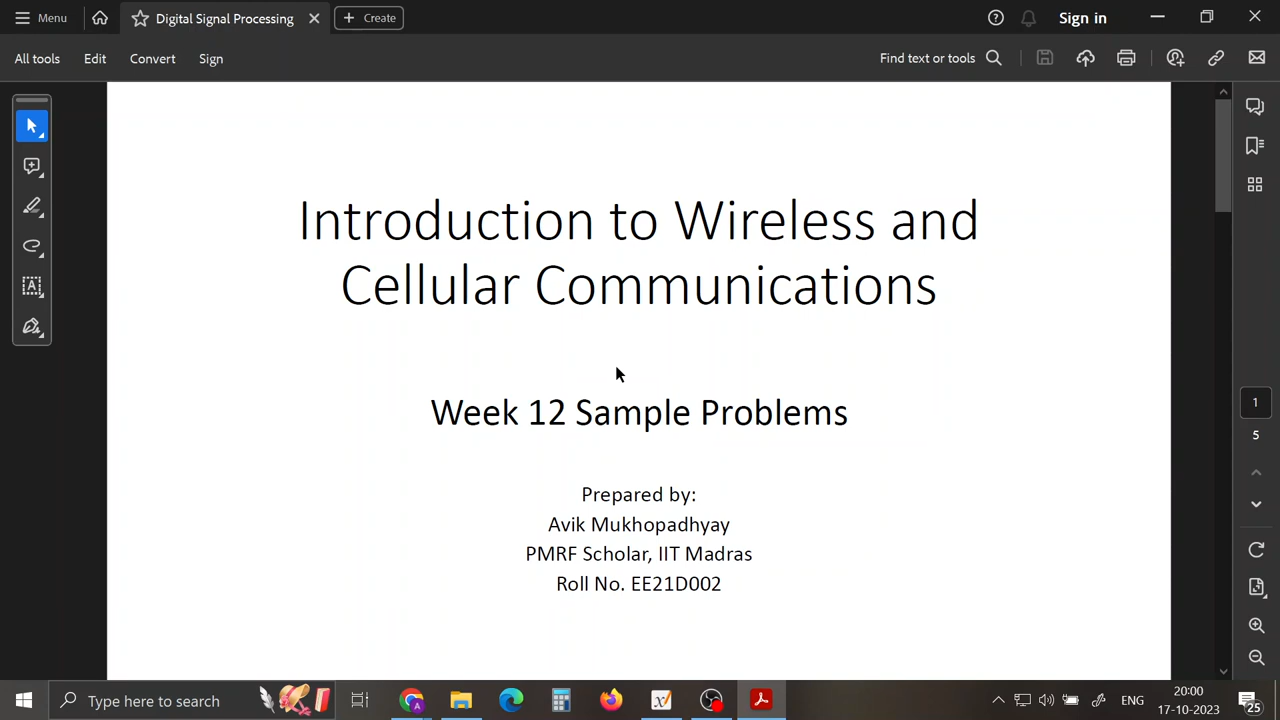 Menu
Digital Signal Processing
Create
Sign in
All tools
Edit
Convert
Sign
Find text or tools
Introduction to Wireless and
Cellular Communications
Week 12 Sample Problems
Prepared by:
Avik Mukhopadhyay
PMRF Scholar, IIT Madras
Roll No. EE21D002
1
5
Type here to search
ENG
20:00
17-10-2023
25